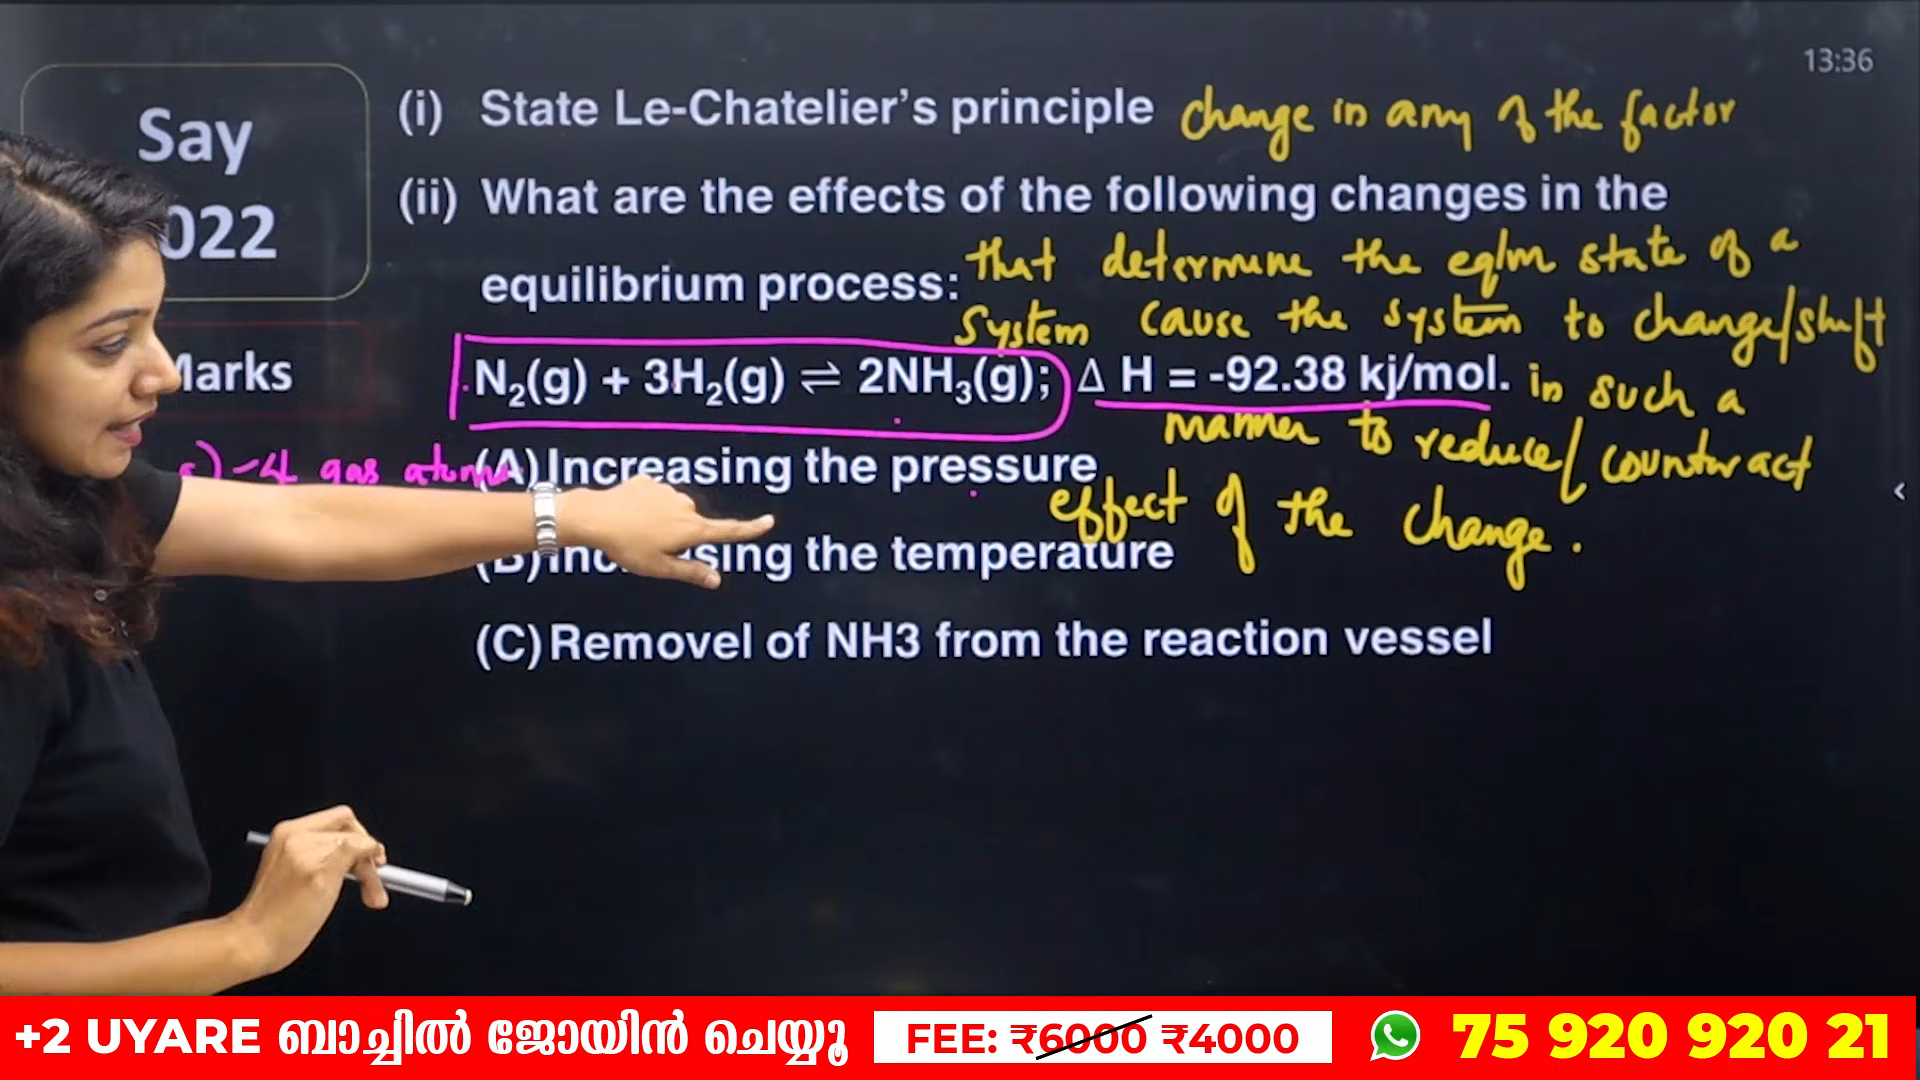 13:36
Say
022
(i) State Le-Chatelier's principle change in any of the factor
(ii) What are the effects of the following changes in the
equilibrium process: that determine the eqlm state of a
system cause the system to change/shift
Marks
N₂(g) + 3H₂(g) ⇌ 2NH₃(g); Δ H = -92.38 kj/mol. in such a
manner to reduce/ counteract
-4 gas atoms (A) Increasing the pressure
effect of the change.
(B) Increasing the temperature
(C) Removel of NH3 from the reaction vessel
+2 UYARE ബാച്ചിൽ ജോയിൻ ചെയ്യൂ FEE: ₹6000 ₹4000 75 920 920 21